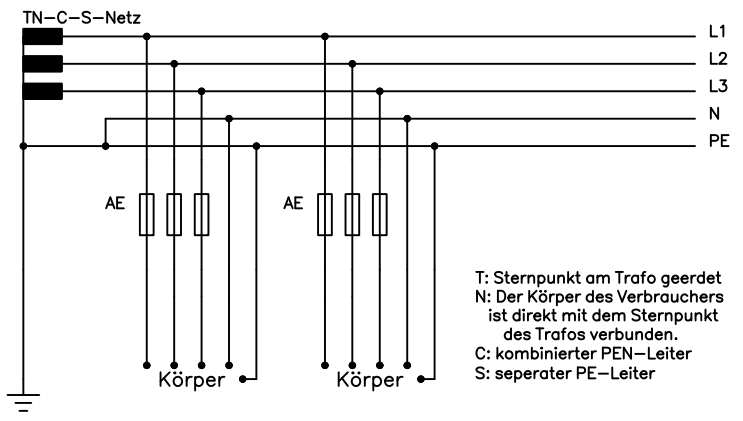 TN-C-S-Netz
L1
L2
L3
N
PE
AE
AE
T: Sternpunkt am Trafo geerdet
N: Der Körper des Verbrauchers
ist direkt mit dem Sternpunkt
des Trafos verbunden.
C: kombinierter PEN-Leiter
S: seperater PE-Leiter
Körper
Körper